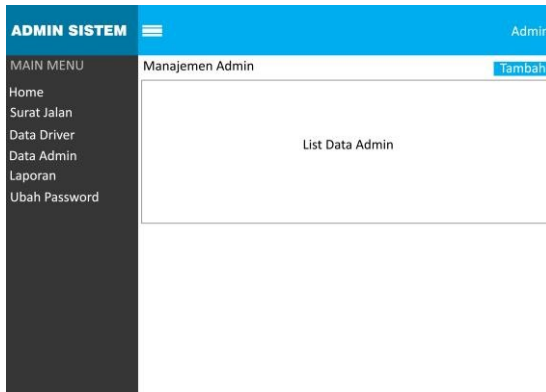 ADMIN SISTEM
Admin
MAIN MENU
Home
Surat Jalan
Data Driver
Data Admin
Laporan
Ubah Password
Manajemen Admin
Tambah
List Data Admin